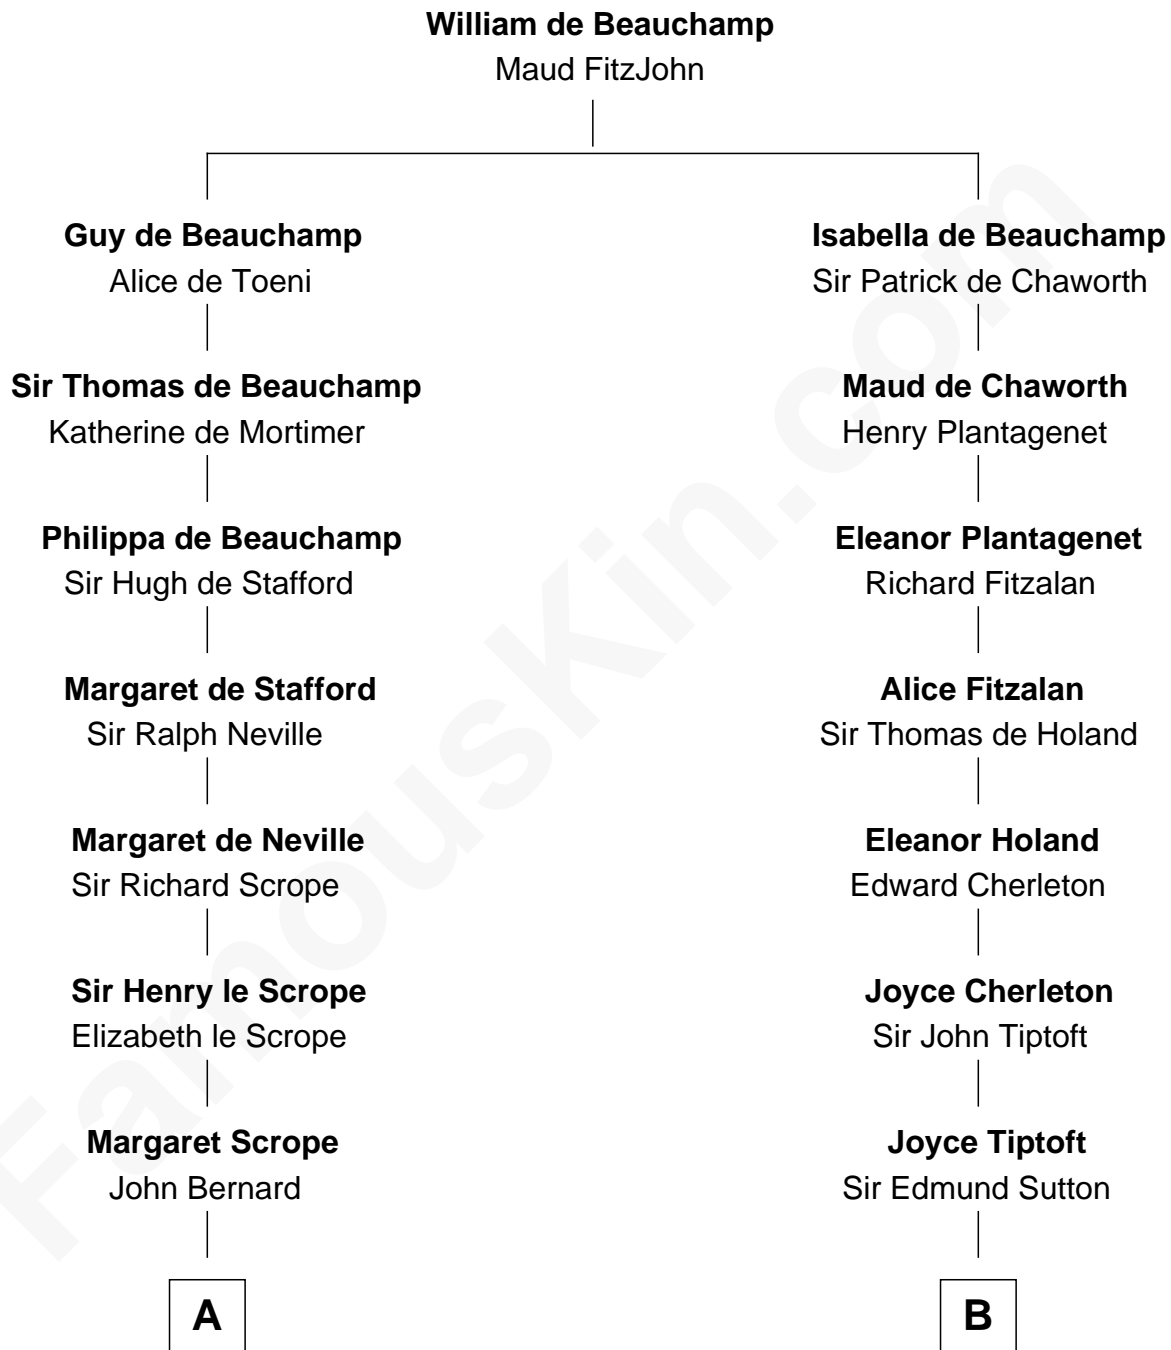 William de Beauchamp
Maud FitzJohn
Guy de Beauchamp
Alice de Toeni
Isabella de Beauchamp
Sir Patrick de Chaworth
Sir Thomas de Beauchamp
Katherine de Mortimer
Maud de Chaworth
Henry Plantagenet
Philippa de Beauchamp
Sir Hugh de Stafford
Eleanor Plantagenet
Richard Fitzalan
Margaret de Stafford
Sir Ralph Neville
Alice Fitzalan
Sir Thomas de Holand
Margaret de Neville
Sir Richard Scrope
Eleanor Holand
Edward Cherleton
Sir Henry le Scrope
Elizabeth le Scrope
Joyce Cherleton
Sir John Tiptoft
Margaret Scrope
John Bernard
Joyce Tiptoft
Sir Edmund Sutton
A
B
FamousKin.com